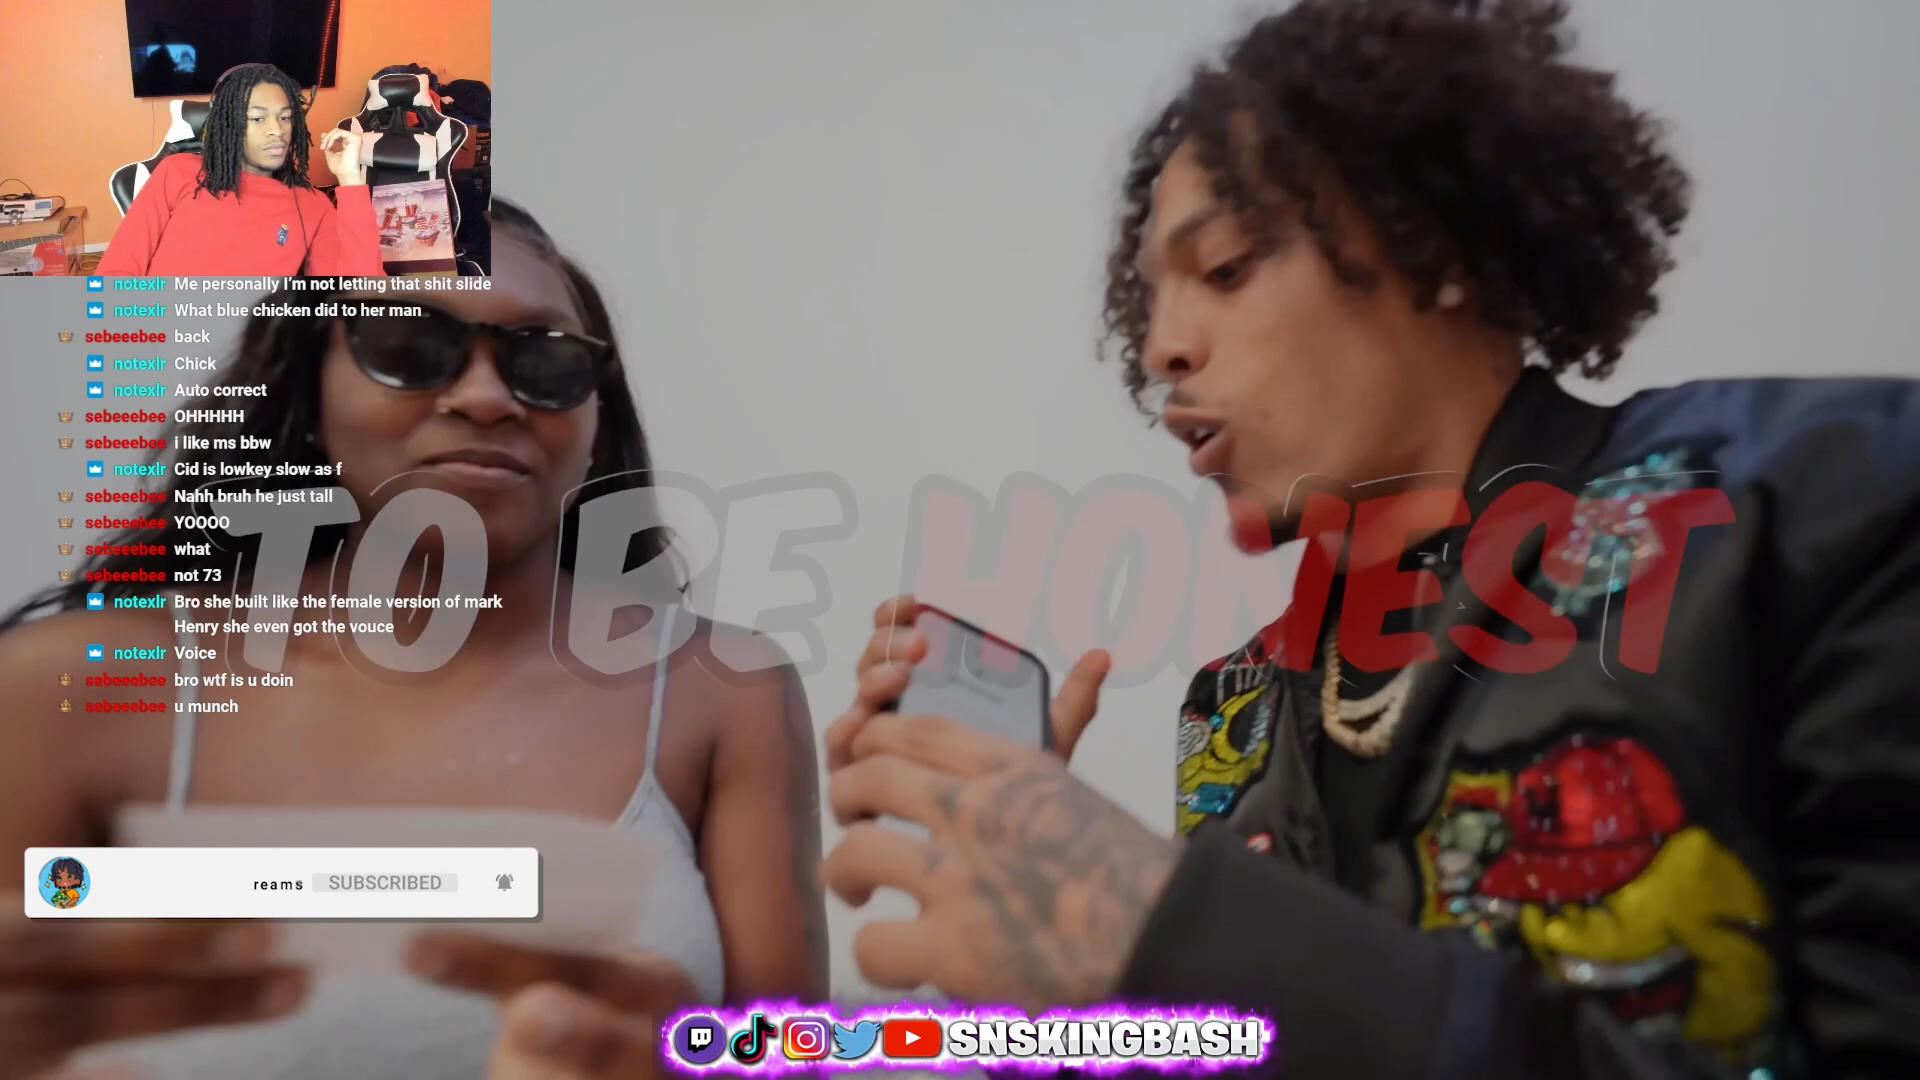 notexlr Me personally I'm not letting that shit slide
notexlr What blue chicken did to her man
sebeeebee back
notexlr Chick
notexlr Auto correct
sebeeebee OHHHHH
sebeeebee i like ms bbw
notexlr Cid is lowkey slow as f
sebeeebee Nahh bruh he just tall
sebeeebee YOOOO
sebeeebee what
sebeeebee not 73
notexlr Bro she built like the female version of mark
Henry she even got the vouce
notexlr Voice
sebeeebee bro wtf is u doin
sebeeebee u munch
TO BE HONEST
reams SUBSCRIBED
SNSKINGBASH